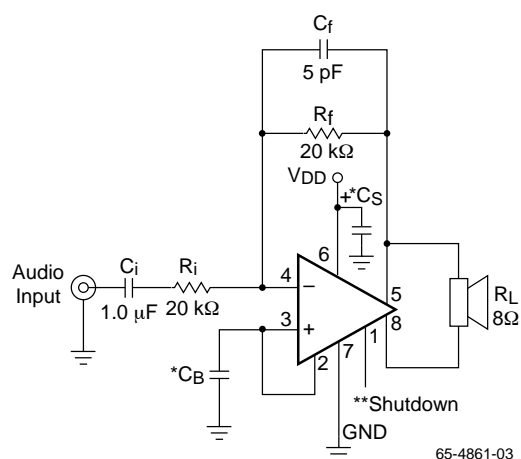 Cf
5 pF
Rf
20 kΩ
VDD
+
*CS
6
Audio
Input
Ci
1.0 μF
Ri
20 kΩ
4
−
3
+
5
8
RL
8Ω
1
7
2
*CB
**Shutdown
GND
65-4861-03